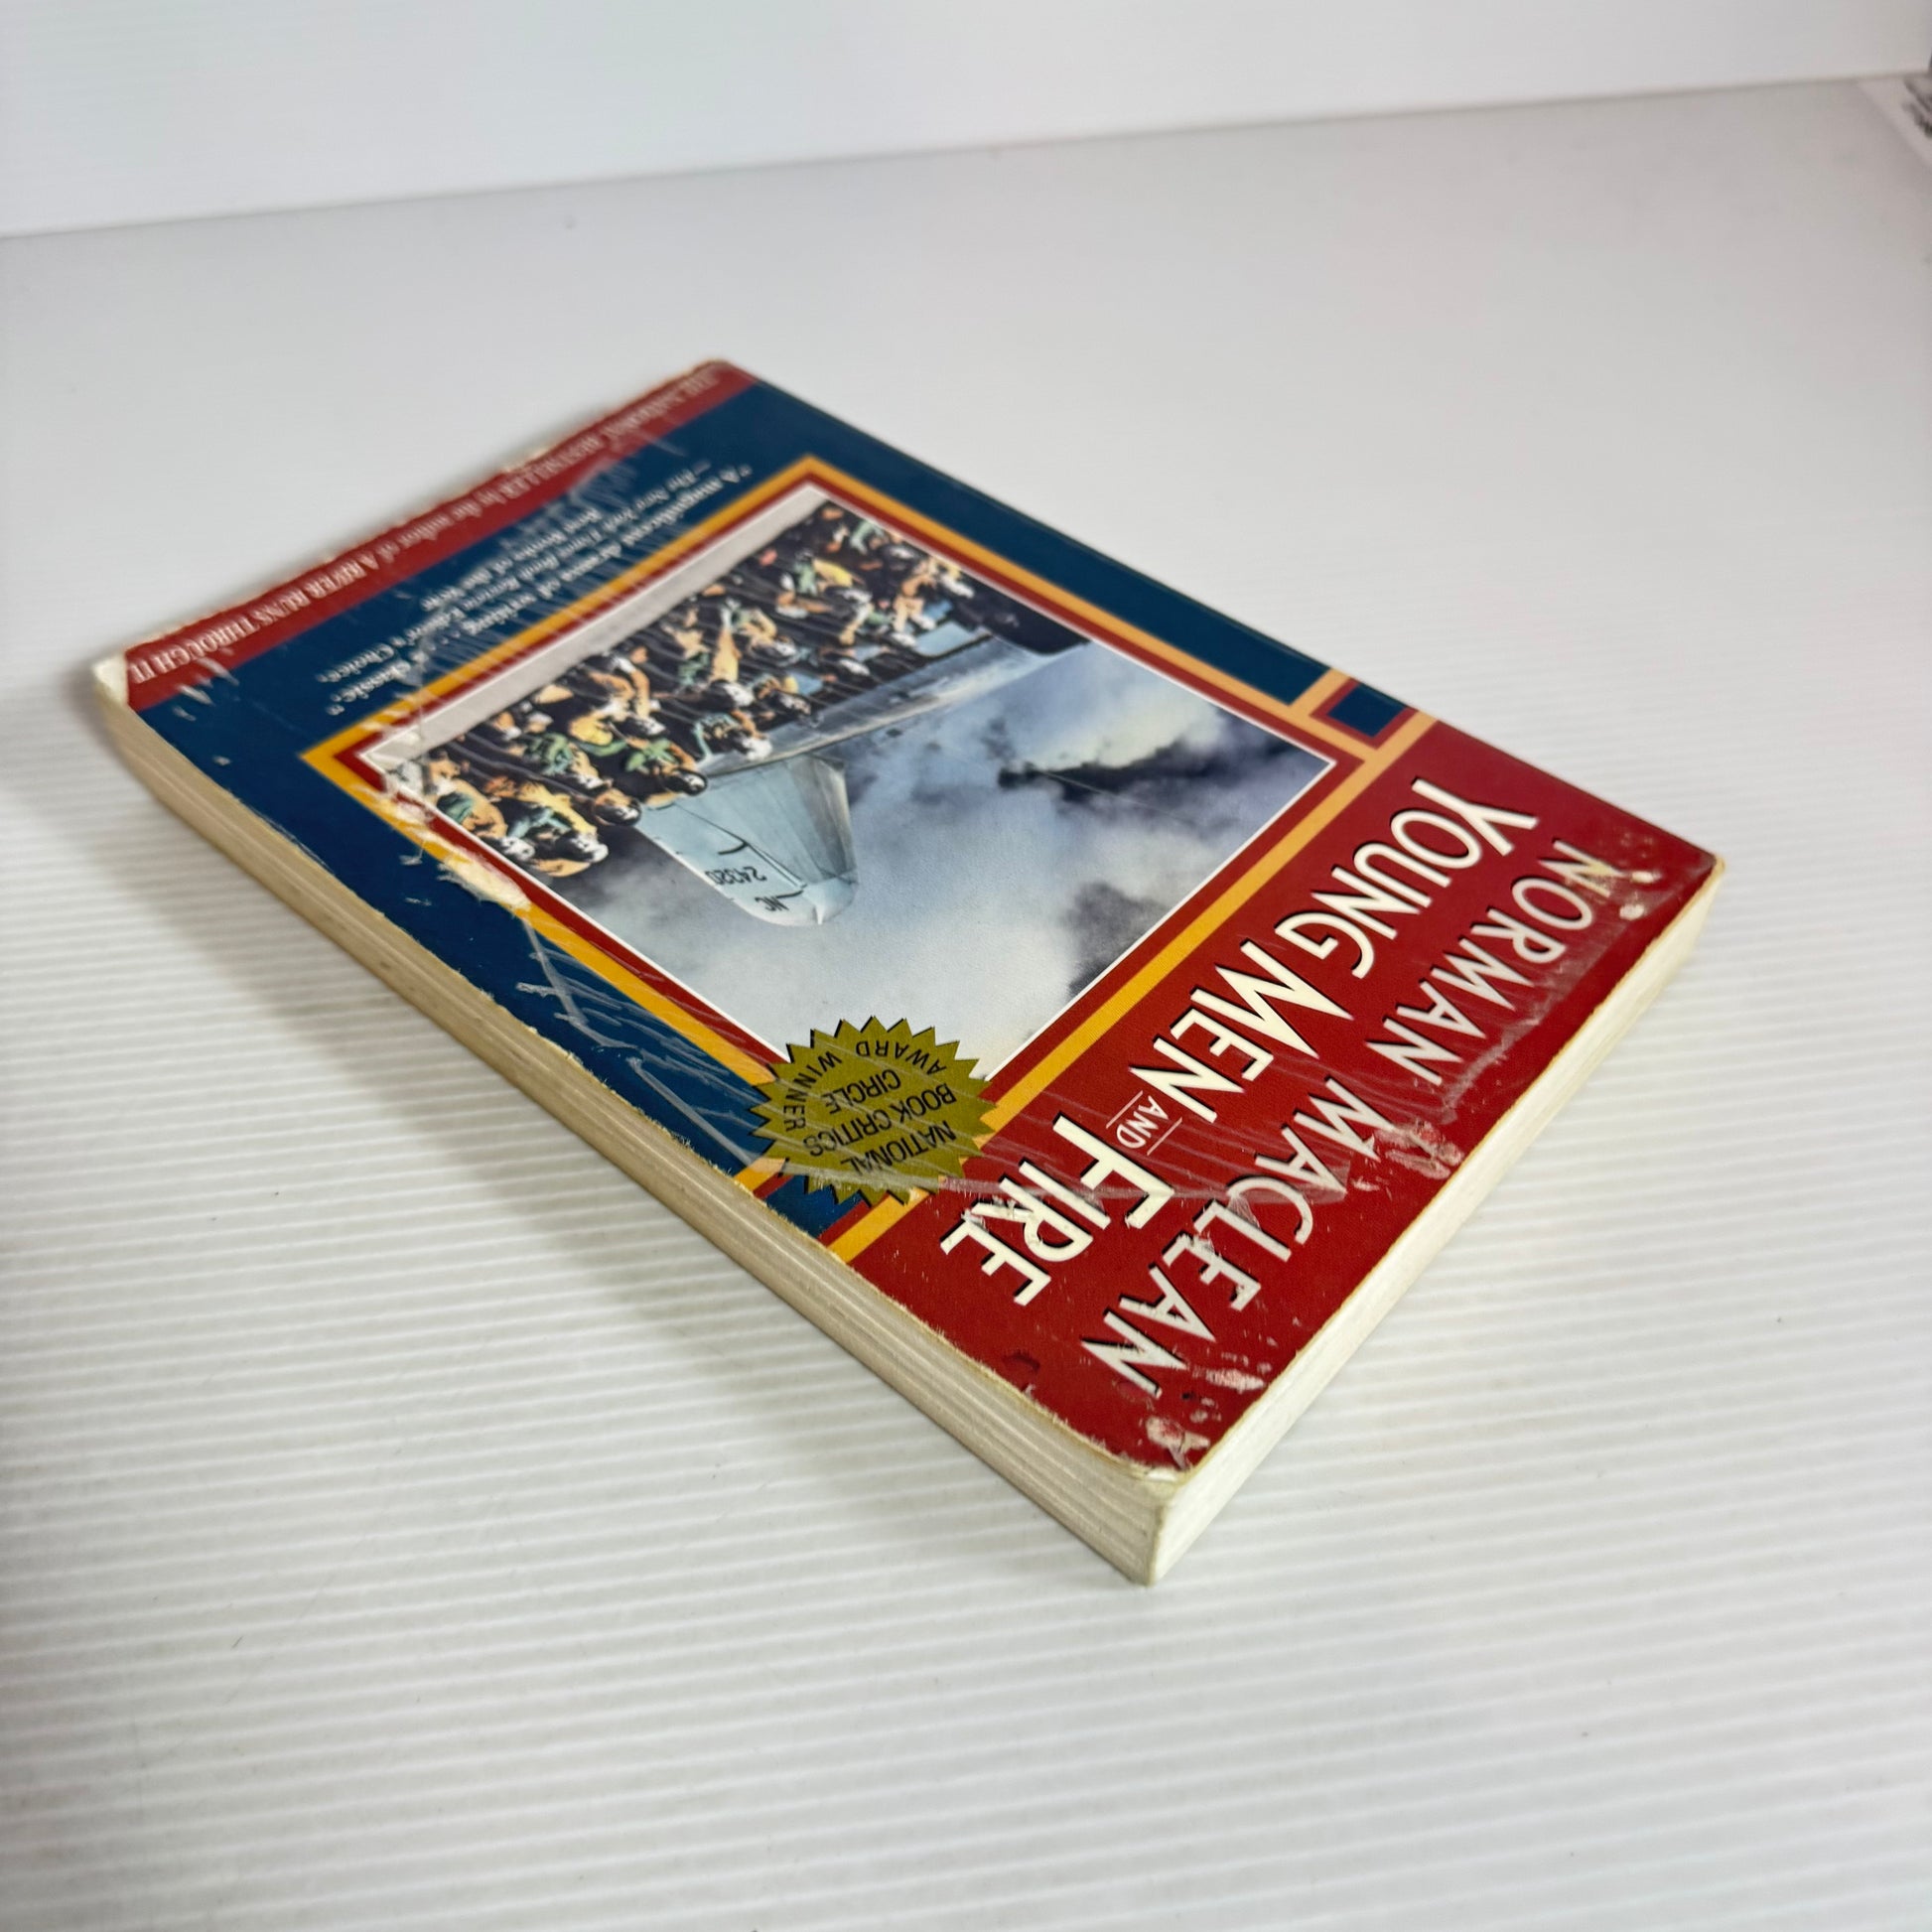 NORMAN MACLEAN
YOUNG MEN AND FIRE
NATIONAL
BOOK CRITICS
CIRCLE
AWARD WINNER
NC
24320
"A magnificent drama of writing . . . a classic."
—The New York Times Book Review Editors' Choice,
Best Books of the Year
THE NATIONAL BESTSELLER by the author of A RIVER RUNS THROUGH IT